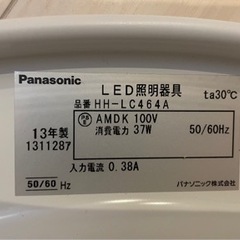 Panasonic LED照明器具 ta30℃
品番 HH-LC464A
AMDK 100V
消費電力 37W 50/60Hz
13年製
1311287
入力電流 0.38A
50/60 Hz
パナソニック株式会社